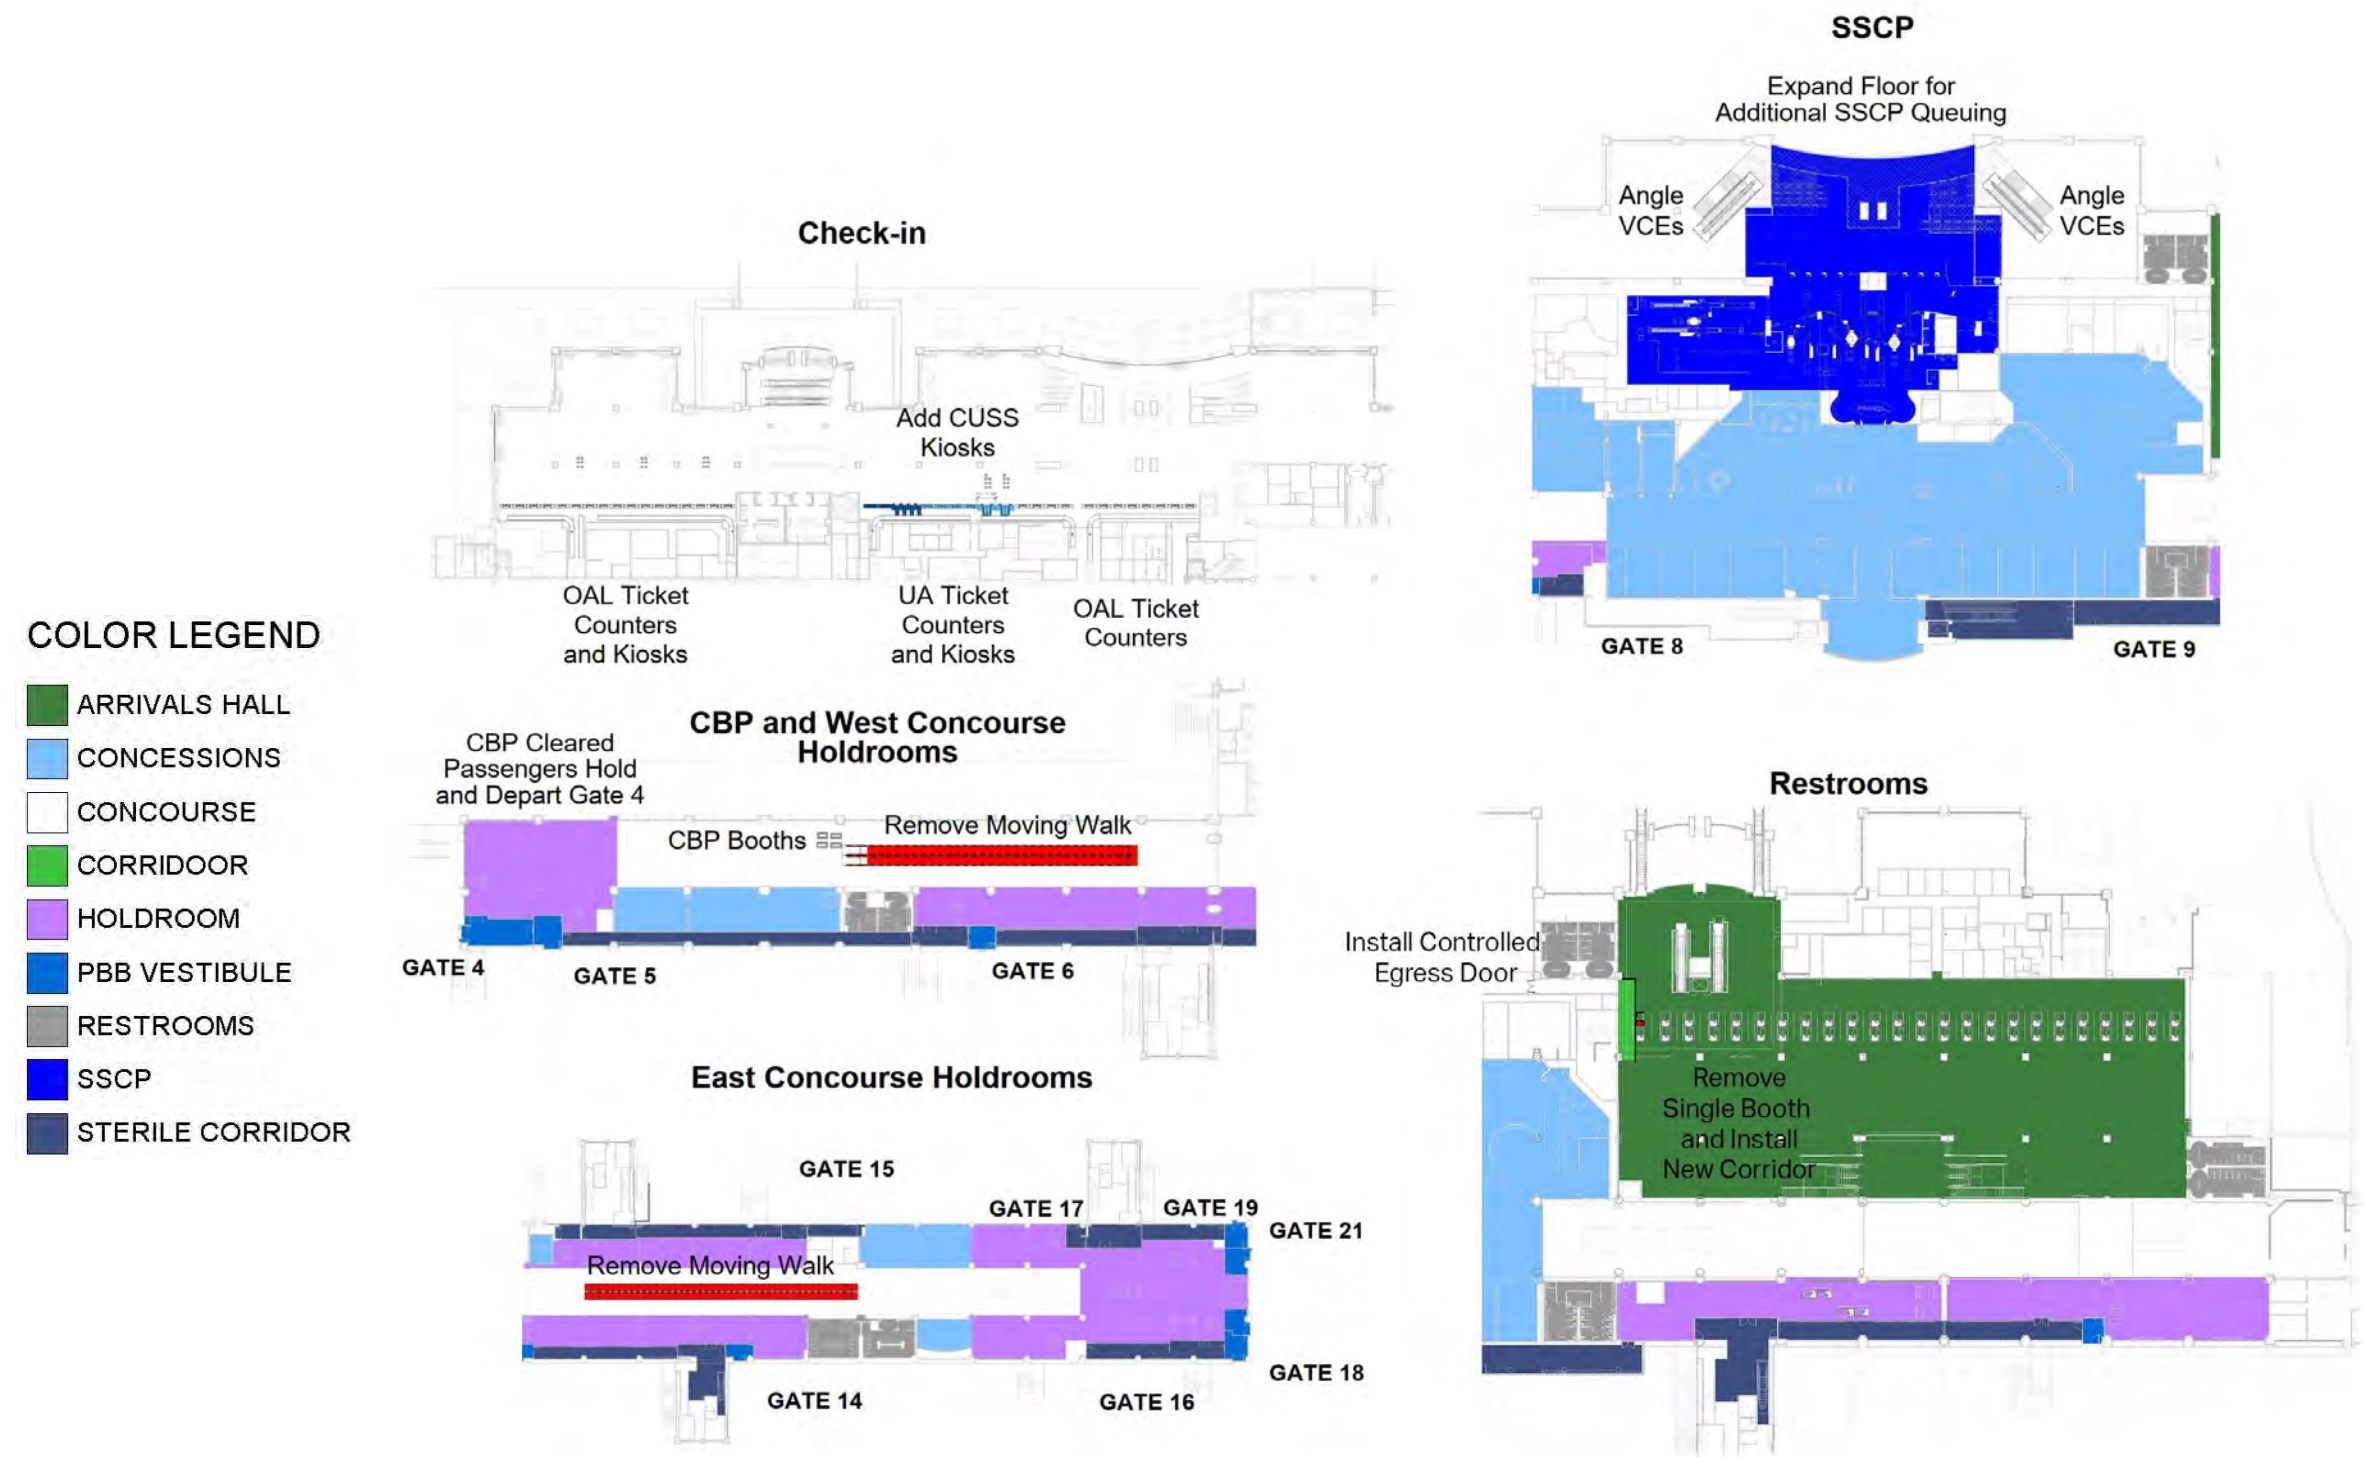 SSCP
Expand Floor for
Additional SSCP Queuing
Angle
VCEs
Angle
VCEs
GATE 8
GATE 9
Check-in
Add CUSS
Kiosks
OAL Ticket
Counters
and Kiosks
UA Ticket
Counters
and Kiosks
OAL Ticket
Counters
COLOR LEGEND
ARRIVALS HALL
CONCESSIONS
CONCOURSE
CORRIDOOR
HOLDROOM
PBB VESTIBULE
RESTROOMS
SSCP
STERILE CORRIDOR
CBP and West Concourse
Holdrooms
CBP Cleared
Passengers Hold
and Depart Gate 4
CBP Booths
Remove Moving Walk
GATE 4
GATE 5
GATE 6
East Concourse Holdrooms
GATE 15
GATE 17
GATE 19
GATE 21
Remove Moving Walk
GATE 14
GATE 16
GATE 18
Restrooms
Install Controlled
Egress Door
Remove
Single Booth
and Install
New Corridor